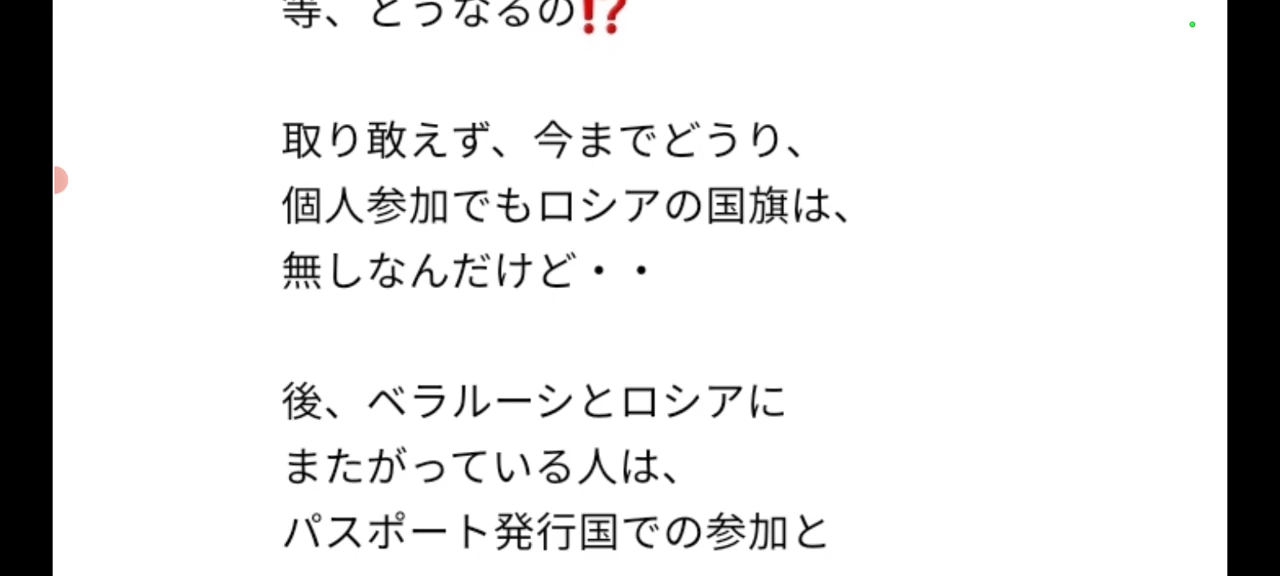 等、どうなるの⁉️
取り敢えず、今までどうり、
個人参加でもロシアの国旗は、
無しなんだけど・・
後、ベラルーシとロシアに
またがっている人は、
パスポート発行国での参加と